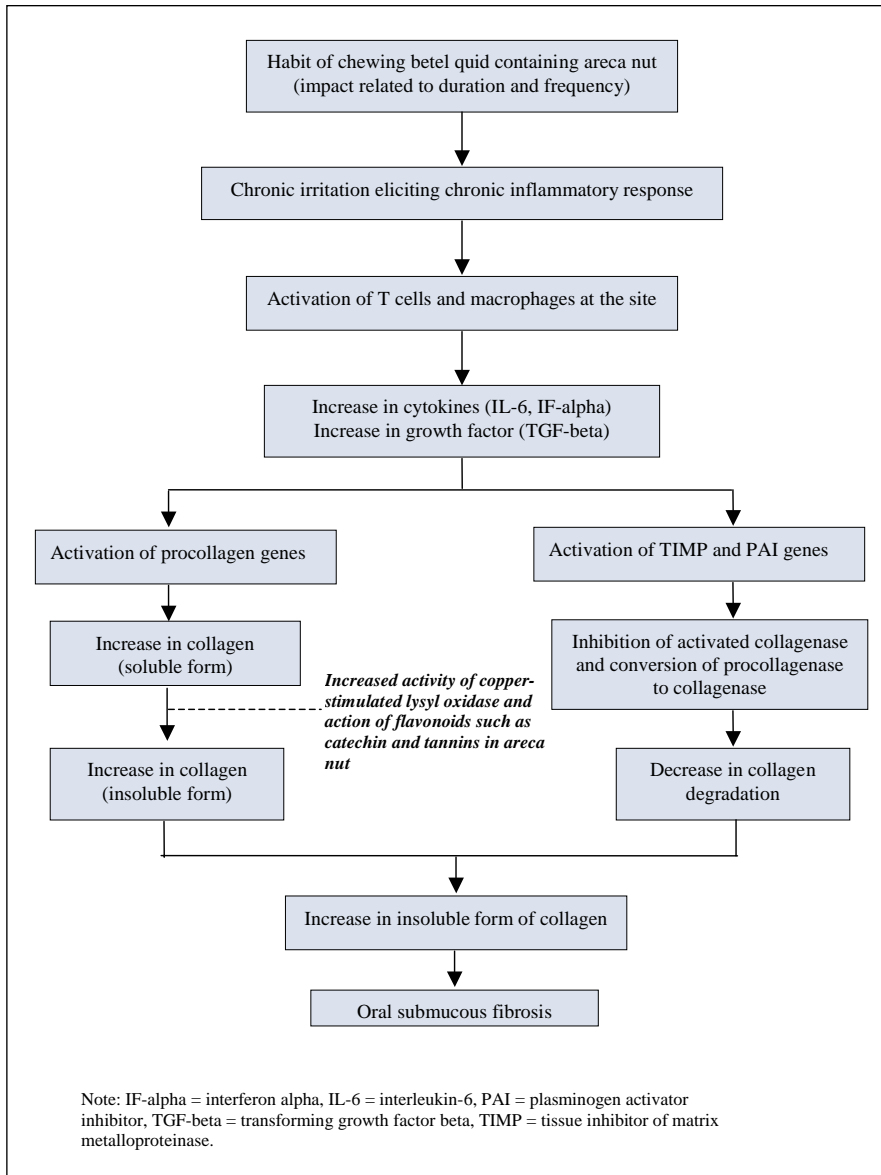 Habit of chewing betel quid containing areca nut
(impact related to duration and frequency)
Chronic irritation eliciting chronic inflammatory response
Activation of T cells and macrophages at the site
Increase in cytokines (IL-6, IF-alpha)
Increase in growth factor (TGF-beta)
Activation of procollagen genes
Increase in collagen
(soluble form)
Increased activity of copper-
stimulated lysyl oxidase and
action of flavonoids such as
catechin and tannins in areca
nut
Increase in collagen
(insoluble form)
Activation of TIMP and PAI genes
Inhibition of activated collagenase
and conversion of procollagenase
to collagenase
Decrease in collagen
degradation
Increase in insoluble form of collagen
Oral submucous fibrosis
Note: IF-alpha = interferon alpha, IL-6 = interleukin-6, PAI = plasminogen activator
inhibitor, TGF-beta = transforming growth factor beta, TIMP = tissue inhibitor of matrix
metalloproteinase.